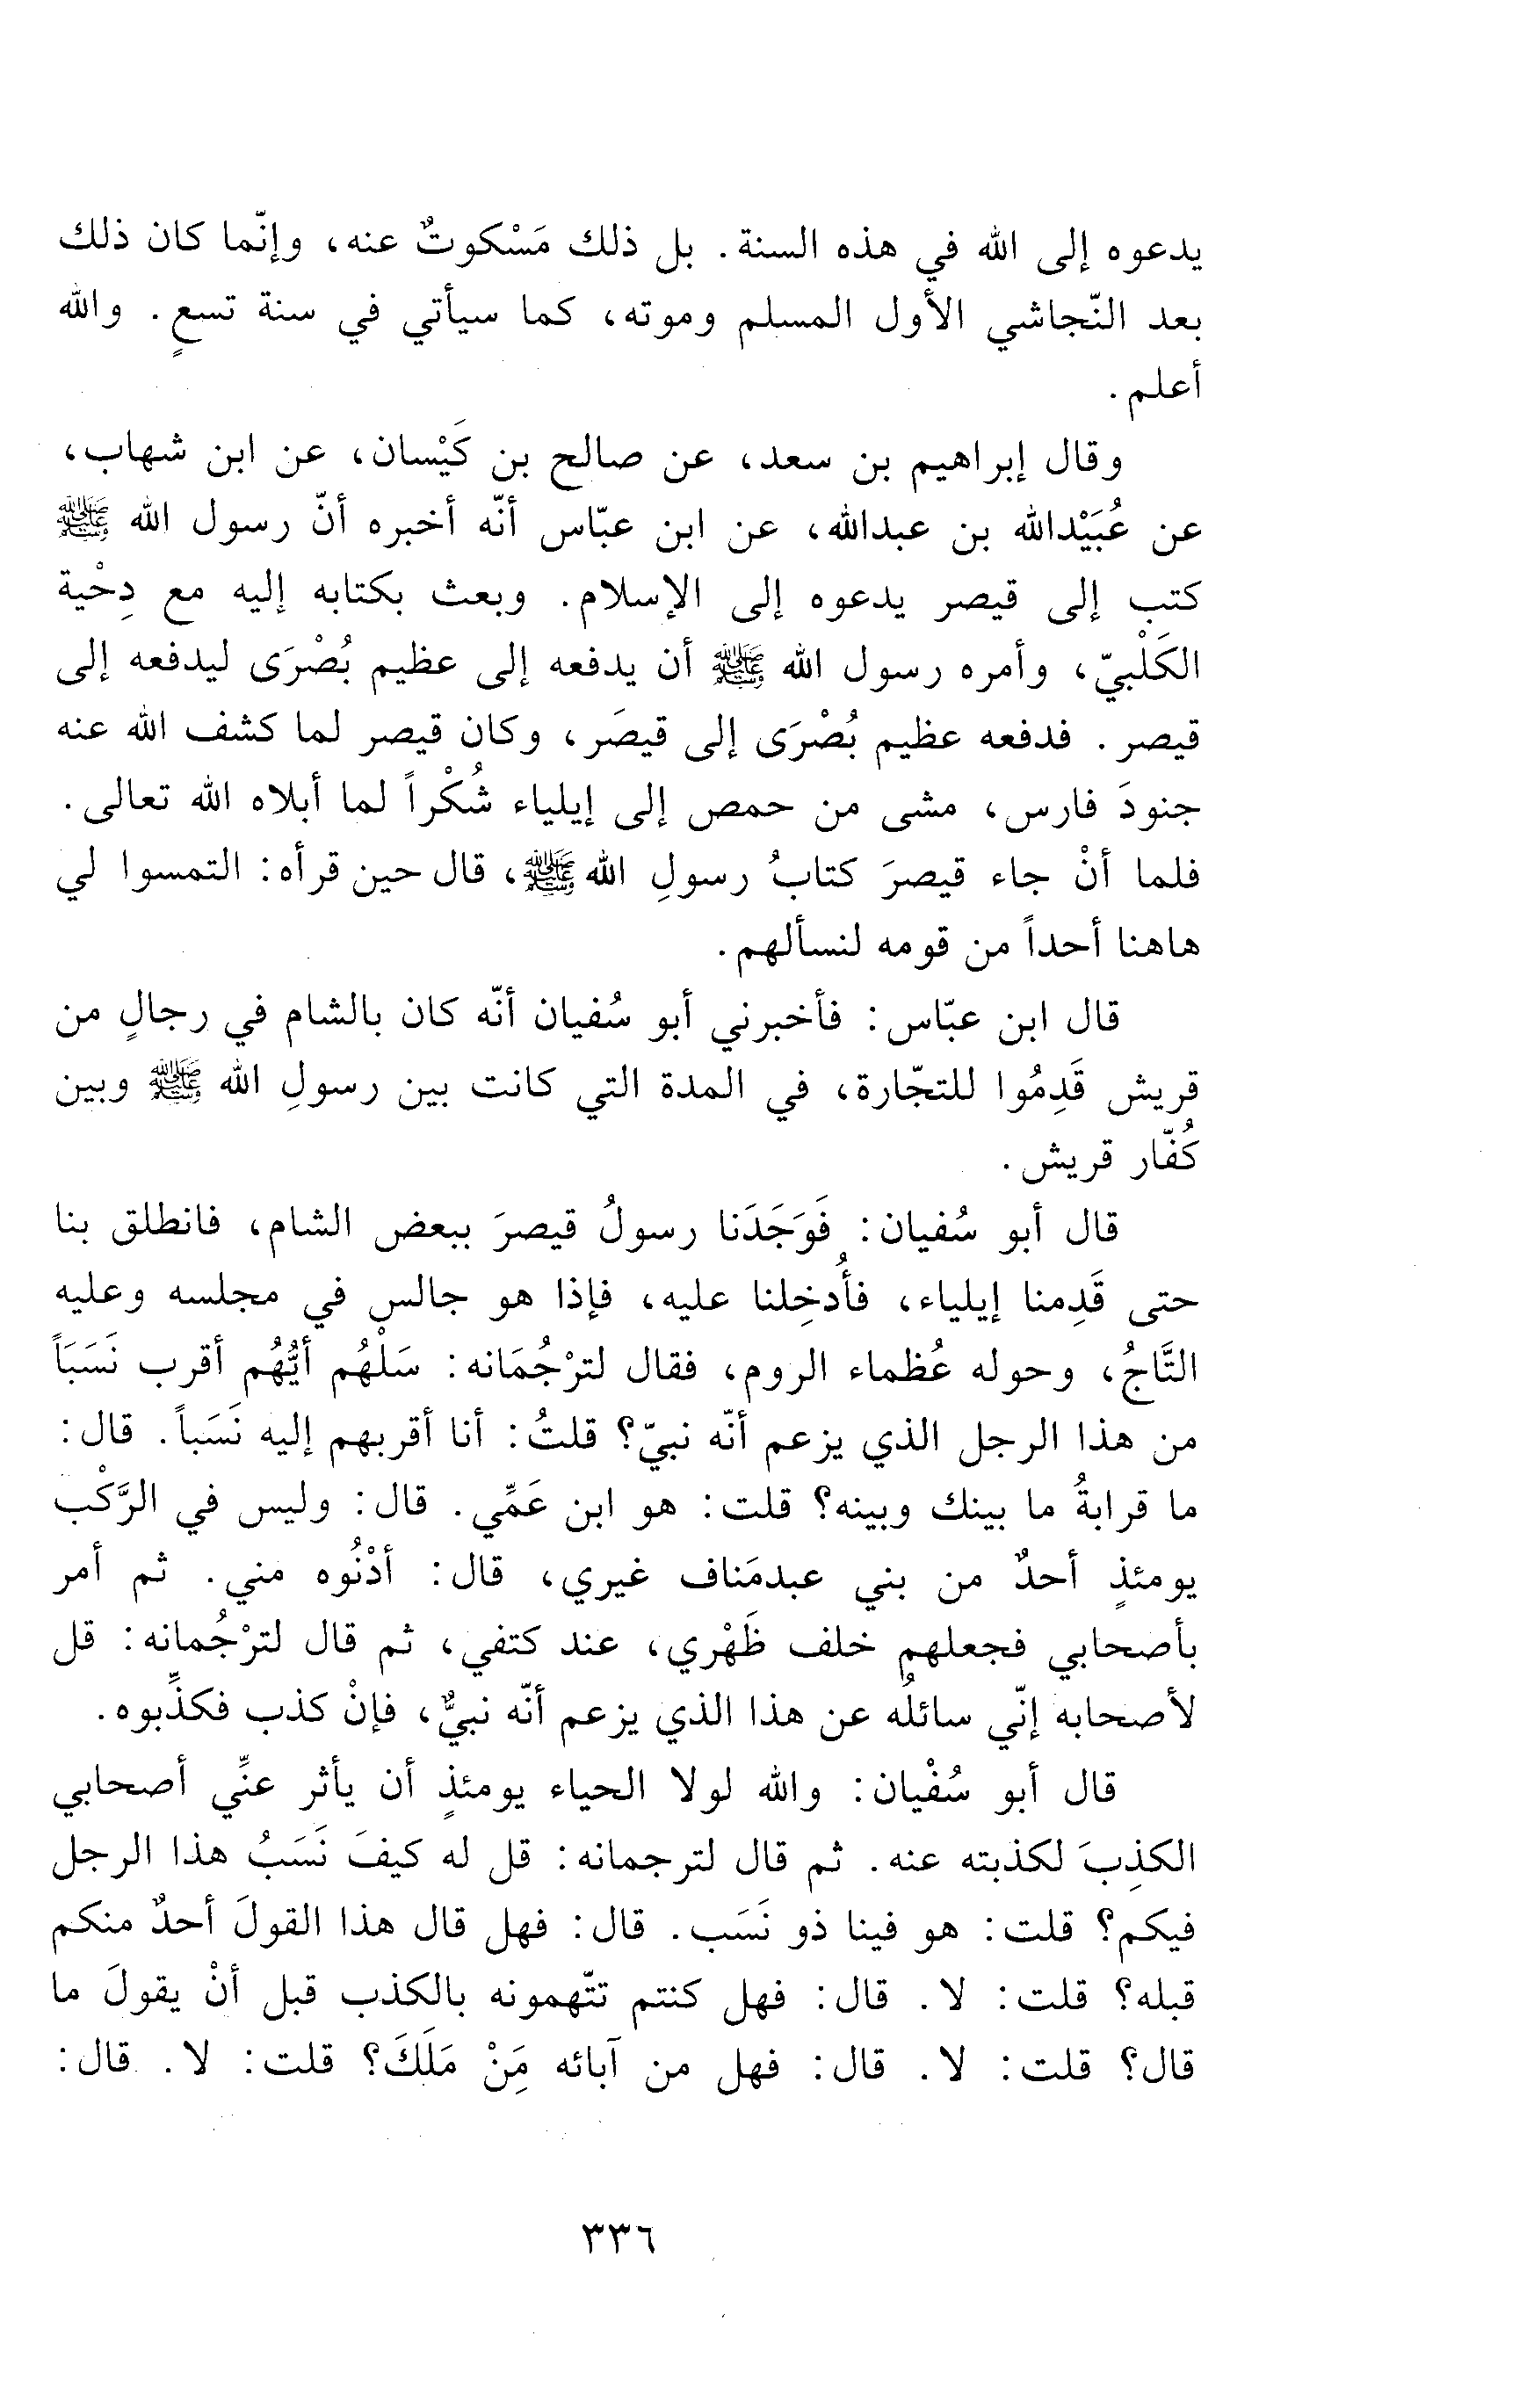 يدعوه إلى الله في هذه السنة. بل ذلك مَسْكوتٌ عنه، وإنّما كان ذلك
بعد النّجاشي الأول المسلم وموته، كما سيأتي في سنة تسعٍ. والله
أعلم.
وقال إبراهيم بن سعد، عن صالح بن كَيْسان، عن ابن شهاب،
عن عُبَيْدالله بن عبدالله، عن ابن عبّاس أنّه أخبره أنّ رسول الله ﷺ
كتب إلى قيصر يدعوه إلى الإسلام. وبعث بكتابه إليه مع دِحْية
الكَلْبيّ، وأمره رسول الله ﷺ أن يدفعه إلى عظيم بُصْرَى ليدفعه إلى
قيصر. فدفعه عظيم بُصْرَى إلى قيصَر، وكان قيصر لما كشف الله عنه
جنودَ فارس، مشى من حمص إلى إيلياء شُكْراً لما أبلاه الله تعالى.
فلما أنْ جاء قيصرَ كتابُ رسولِ الله ﷺ، قال حين قرأه: التمسوا لي
هاهنا أحداً من قومه لنسألهم.
قال ابن عبّاس: فأخبرني أبو سُفيان أنّه كان بالشام في رجالٍ من
قريش قَدِمُوا للتجّارة، في المدة التي كانت بين رسولِ الله ﷺ وبين
كُفّار قريش.
قال أبو سُفيان: فَوَجَدَنا رسولُ قيصرَ ببعض الشام، فانطلق بنا
حتى قَدِمنا إيلياء، فأُدخِلنا عليه، فإذا هو جالس في مجلسه وعليه
التَّاجُ، وحوله عُظماء الروم، فقال لترْجُمَانه: سَلْهُم أيُّهُم أقرب نَسَبَاً
من هذا الرجل الذي يزعم أنّه نبيّ؟ قلتُ: أنا أقربهم إليه نَسَباً. قال:
ما قرابةُ ما بينك وبينه؟ قلت: هو ابن عَمِّي. قال: وليس في الرَّكْب
يومئذٍ أحدٌ من بني عبدمَناف غيري، قال: أدْنُوه مني. ثم أمر
بأصحابي فجعلهم خلف ظَهْري، عند كتفي، ثم قال لترْجُمانه: قل
لأصحابه إنّي سائلُه عن هذا الذي يزعم أنّه نبيٌّ، فإنْ كذب فكذِّبوه.
قال أبو سُفْيان: والله لولا الحياء يومئذٍ أن يأثر عنِّي أصحابي
الكذِبَ لكذبته عنه. ثم قال لترجمانه: قل له كيفَ نَسَبُ هذا الرجل
فيكم؟ قلت: هو فينا ذو نَسَب. قال: فهل قال هذا القولَ أحدٌ منكم
قبله؟ قلت: لا. قال: فهل كنتم تتّهمونه بالكذب قبل أنْ يقولَ ما
قال؟ قلت: لا. قال: فهل من آبائه مَِنْ مَلَكَ؟ قلت: لا. قال:
٣٣٦